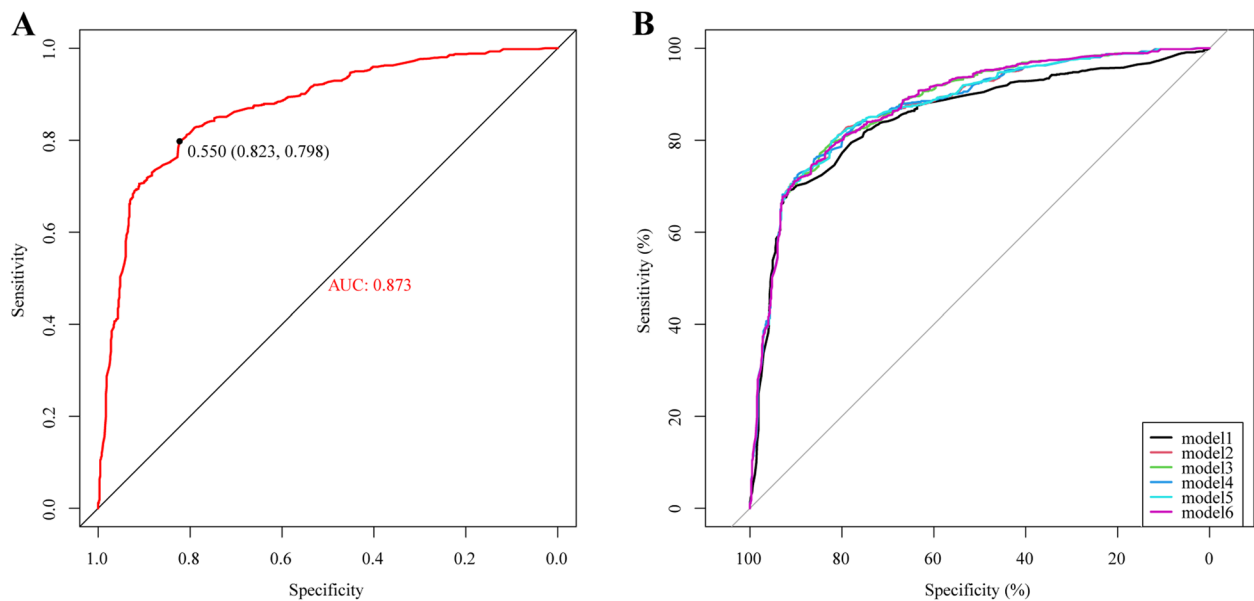 A
1.0
0.8
0.6
0.4
0.2
0.0
Sensitivity
0.550 (0.823, 0.798)
AUC: 0.873
1.0 0.8 0.6 0.4 0.2 0.0
Specificity
B
100
80
60
40
20
0
Sensitivity (%)
model1
model2
model3
model4
model5
model6
100 80 60 40 20 0
Specificity (%)